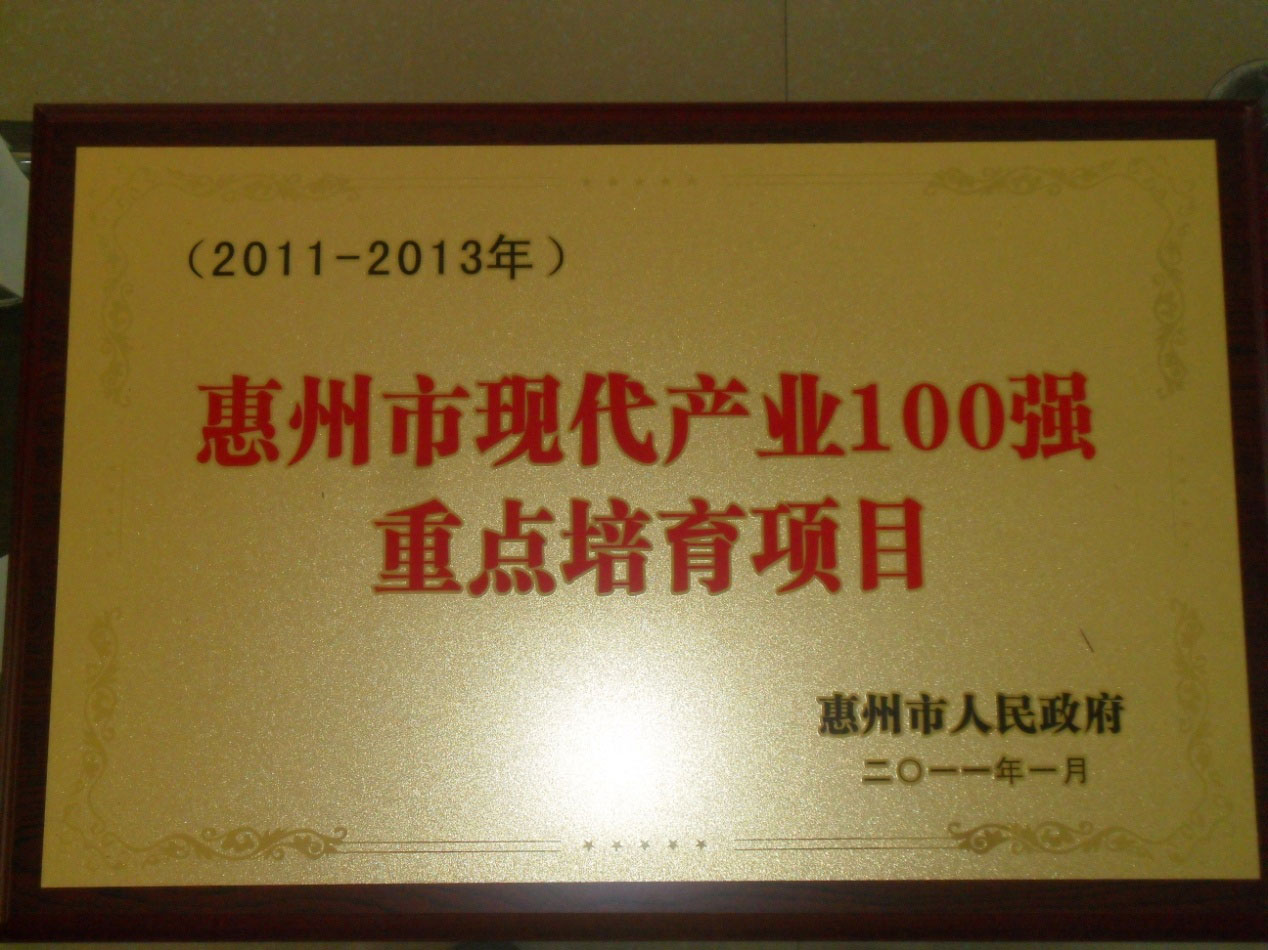 （2011-2013年）
惠州市现代产业100强
重点培育项目
惠州市人民政府
二〇一一年一月